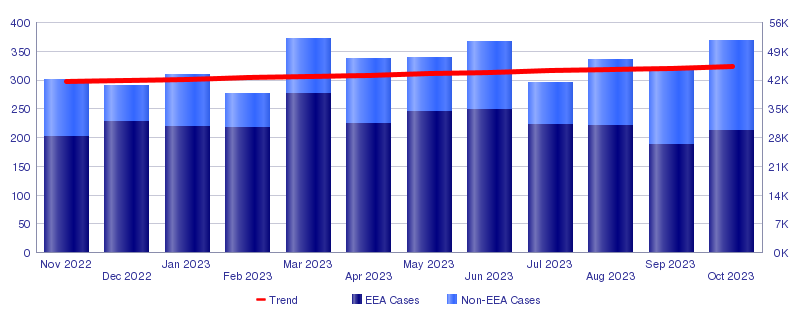 400 56K
350 49K
300 42K
250 35K
200 28K
150 21K
100 14K
50 7K
0 0K
Nov 2022 Jan 2023 Mar 2023 May 2023 Jul 2023 Sep 2023
Dec 2022 Feb 2023 Apr 2023 Jun 2023 Aug 2023 Oct 2023
Trend EEA Cases Non-EEA Cases